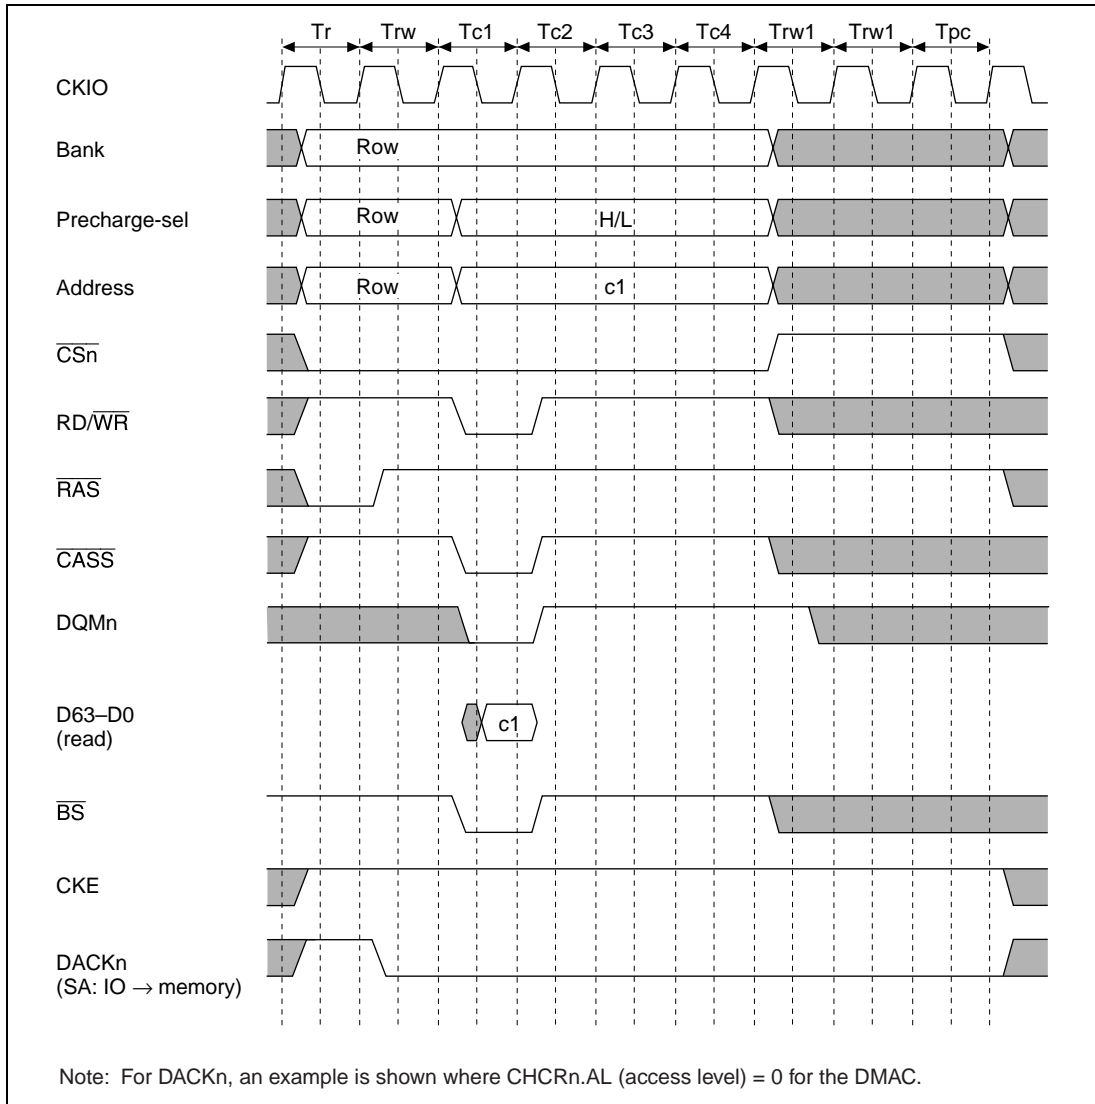 Tr Trw Tc1 Tc2 Tc3 Tc4 Trw1 Trw1 Tpc
CKIO
Bank Row
Precharge-sel Row H/L
Address Row c1
CSn
RD/WR
RAS
CASS
DQMn
D63–D0 c1
(read)
BS
CKE
DACKn
(SA: IO → memory)
Note: For DACKn, an example is shown where CHCRn.AL (access level) = 0 for the DMAC.